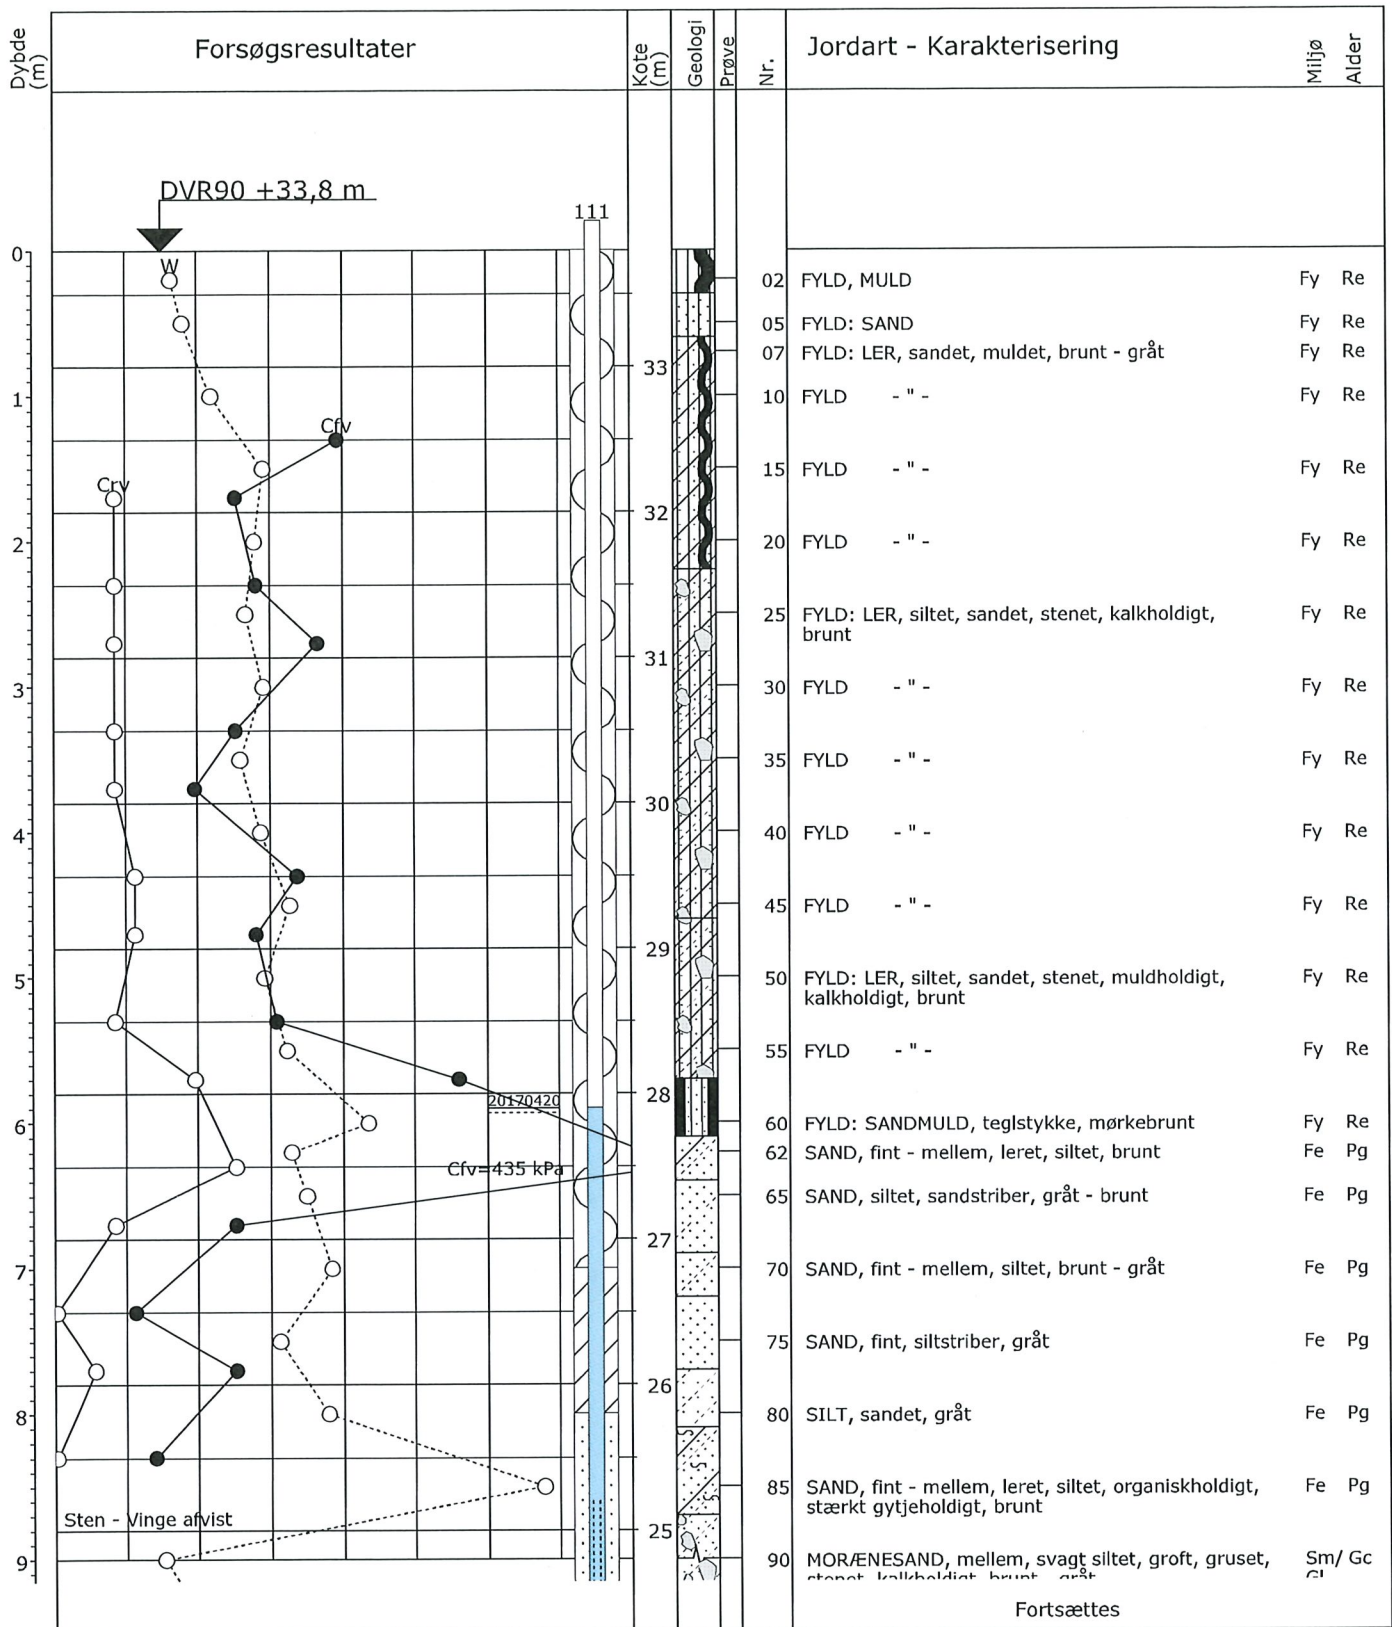 Dybde
(m)
Forsøgsresultater
Kote
(m)
Geologi
Prøve
Nr.
Jordart - Karakterisering
Miljø
Alder
DVR90 +33,8 m
111
0
W
02 FYLD, MULD Fy Re
05 FYLD: SAND Fy Re
07 FYLD: LER, sandet, muldet, brunt - gråt Fy Re
33
1
10 FYLD - " - Fy Re
Cfv
15 FYLD - " - Fy Re
Crv
32
2
20 FYLD - " - Fy Re
25 FYLD: LER, siltet, sandet, stenet, kalkholdigt, Fy Re
brunt
31
3
30 FYLD - " - Fy Re
35 FYLD - " - Fy Re
30
4
40 FYLD - " - Fy Re
45 FYLD - " - Fy Re
29
5
50 FYLD: LER, siltet, sandet, stenet, muldholdigt, Fy Re
kalkholdigt, brunt
55 FYLD - " - Fy Re
28
20170420
6
60 FYLD: SANDMULD, teglstykke, mørkebrunt Fy Re
62 SAND, fint - mellem, leret, siltet, brunt Fe Pg
Cfv=435 kPa
65 SAND, siltet, sandstriber, gråt - brunt Fe Pg
27
7
70 SAND, fint - mellem, siltet, brunt - gråt Fe Pg
75 SAND, fint, siltstriber, gråt Fe Pg
26
8
80 SILT, sandet, gråt Fe Pg
85 SAND, fint - mellem, leret, siltet, organiskholdigt, Fe Pg
stærkt gytjeholdigt, brunt
Sten - Vinge afvist
25
9
90 MORÆNESAND, mellem, svagt siltet, groft, gruset, Sm/ Gc
stenet, kalkholdigt, brunt - gråt Gl
Fortsættes